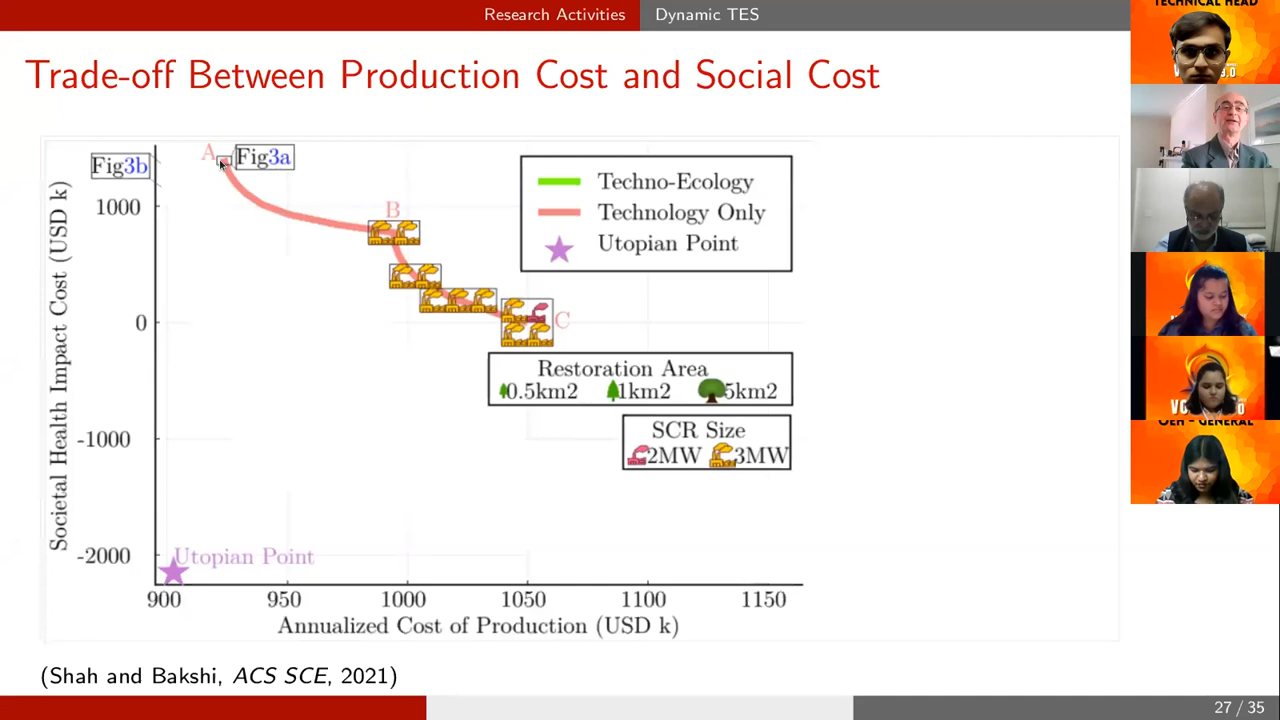 Research Activities Dynamic TES
Trade-off Between Production Cost and Social Cost
Societal Health Impact Cost (USD k)
Fig3b
A
Fig3a
B
C
1000
0
-1000
-2000
Techno-Ecology
Technology Only
Utopian Point
Restoration Area
0.5km2 1km2 5km2
SCR Size
2MW 3MW
Utopian Point
900 950 1000 1050 1100 1150
Annualized Cost of Production (USD k)
(Shah and Bakshi, ACS SCE, 2021)
27 / 35
TECHNICAL HEAD
OEH - GENERAL